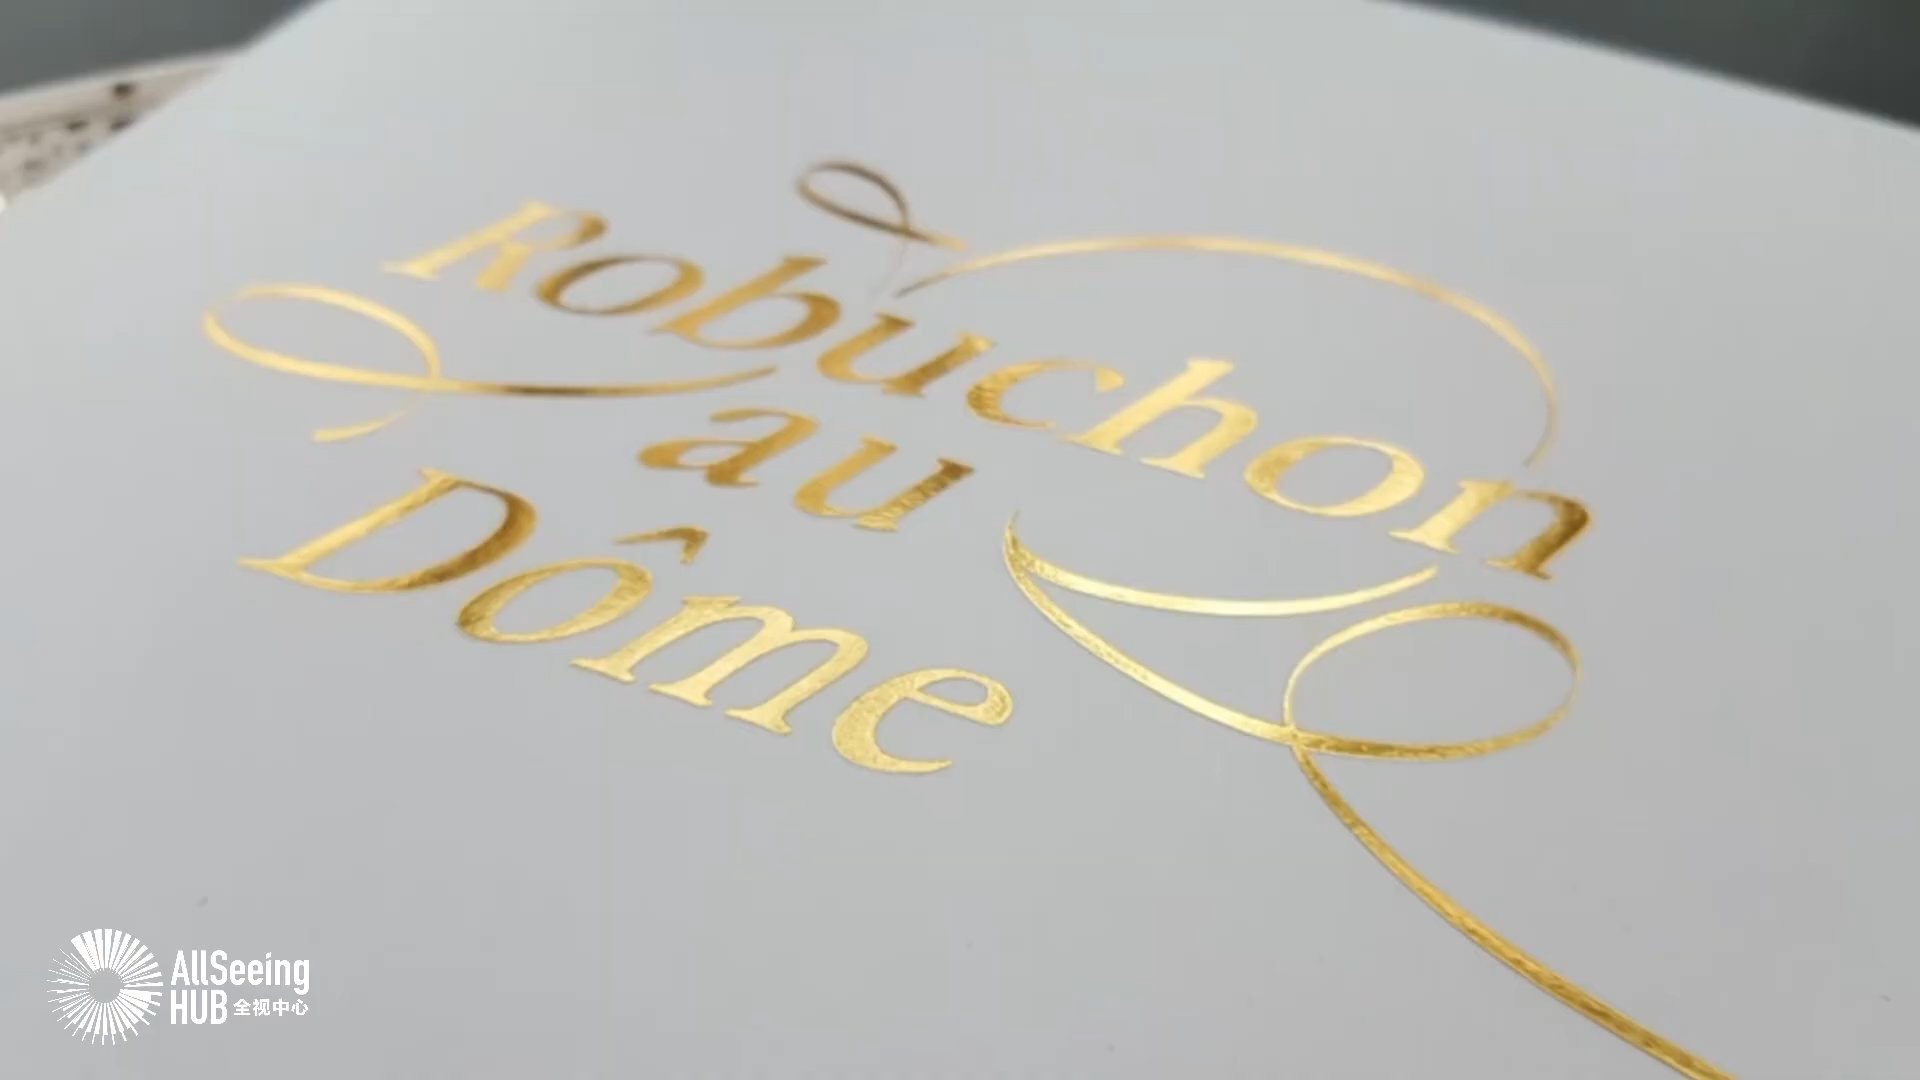 Robuchon
au
Dôme
AllSeeing
HUB 全视中心